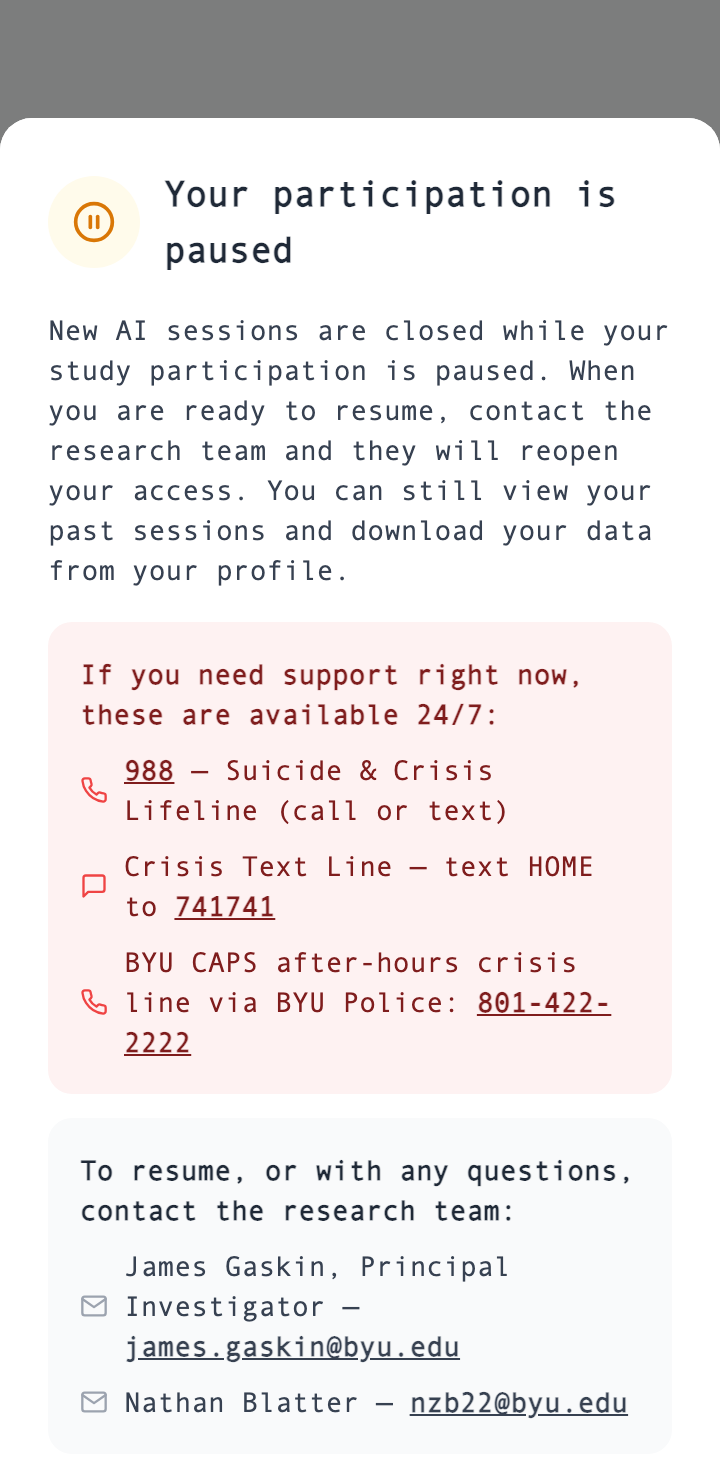 Your participation is
paused
New AI sessions are closed while your
study participation is paused. When
you are ready to resume, contact the
research team and they will reopen
your access. You can still view your
past sessions and download your data
from your profile.
If you need support right now,
these are available 24/7:
988 — Suicide & Crisis
Lifeline (call or text)
Crisis Text Line — text HOME
to 741741
BYU CAPS after-hours crisis
line via BYU Police: 801-422-
2222
To resume, or with any questions,
contact the research team:
James Gaskin, Principal
Investigator —
james.gaskin@byu.edu
Nathan Blatter — nzb22@byu.edu